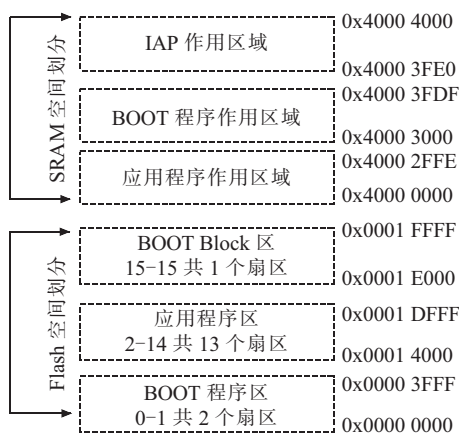 SRAM 空间划分
IAP 作用区域
0x4000 4000
0x4000 3FE0
BOOT 程序作用区域
0x4000 3FDF
0x4000 3000
应用程序作用区域
0x4000 2FFE
0x4000 0000
Flash 空间划分
BOOT Block 区
15-15 共 1 个扇区
0x0001 FFFF
0x0001 E000
应用程序区
2-14 共 13 个扇区
0x0001 DFFF
0x0001 4000
BOOT 程序区
0-1 共 2 个扇区
0x0000 3FFF
0x0000 0000